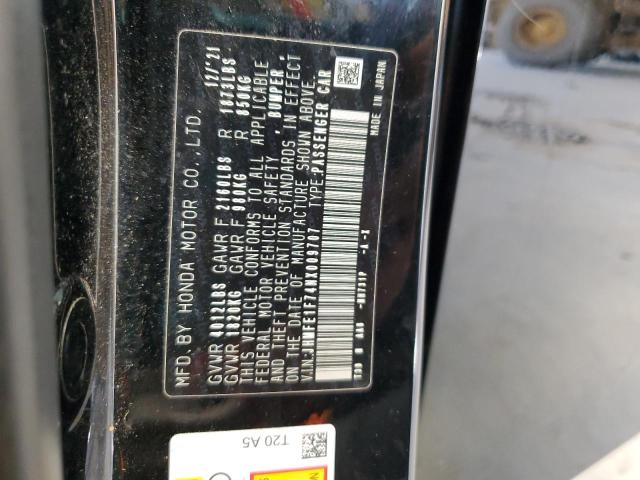 MFD. BY HONDA MOTOR CO., LTD. 12/'21
GVWR 4012LBS GAWR F 2160LBS R 1873LBS
GVWR 1820KG GAWR F 980KG R 850KG
THIS VEHICLE CONFORMS TO ALL APPLICABLE
FEDERAL MOTOR VEHICLE SAFETY , BUMPER ,
AND THEFT PREVENTION STANDARDS IN EFFECT
ON THE DATE OF MANUFACTURE SHOWN ABOVE.
TYPE:PASSENGER CAR
MADE IN JAPAN
T20 A5